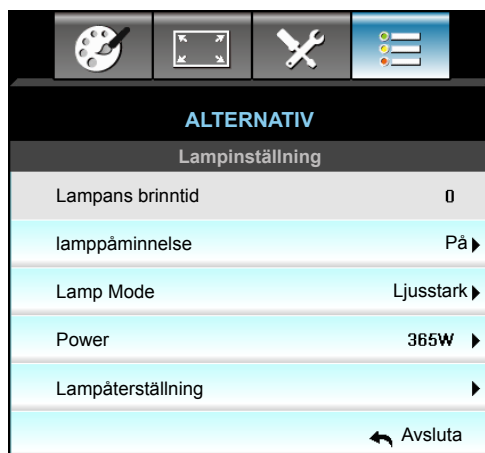 ALTERNATIV
Lampinställning
Lampans brinntid 0
lamppåminnelse På
Lamp Mode Ljusstark
Power 365W
Lampåterställning
Avsluta